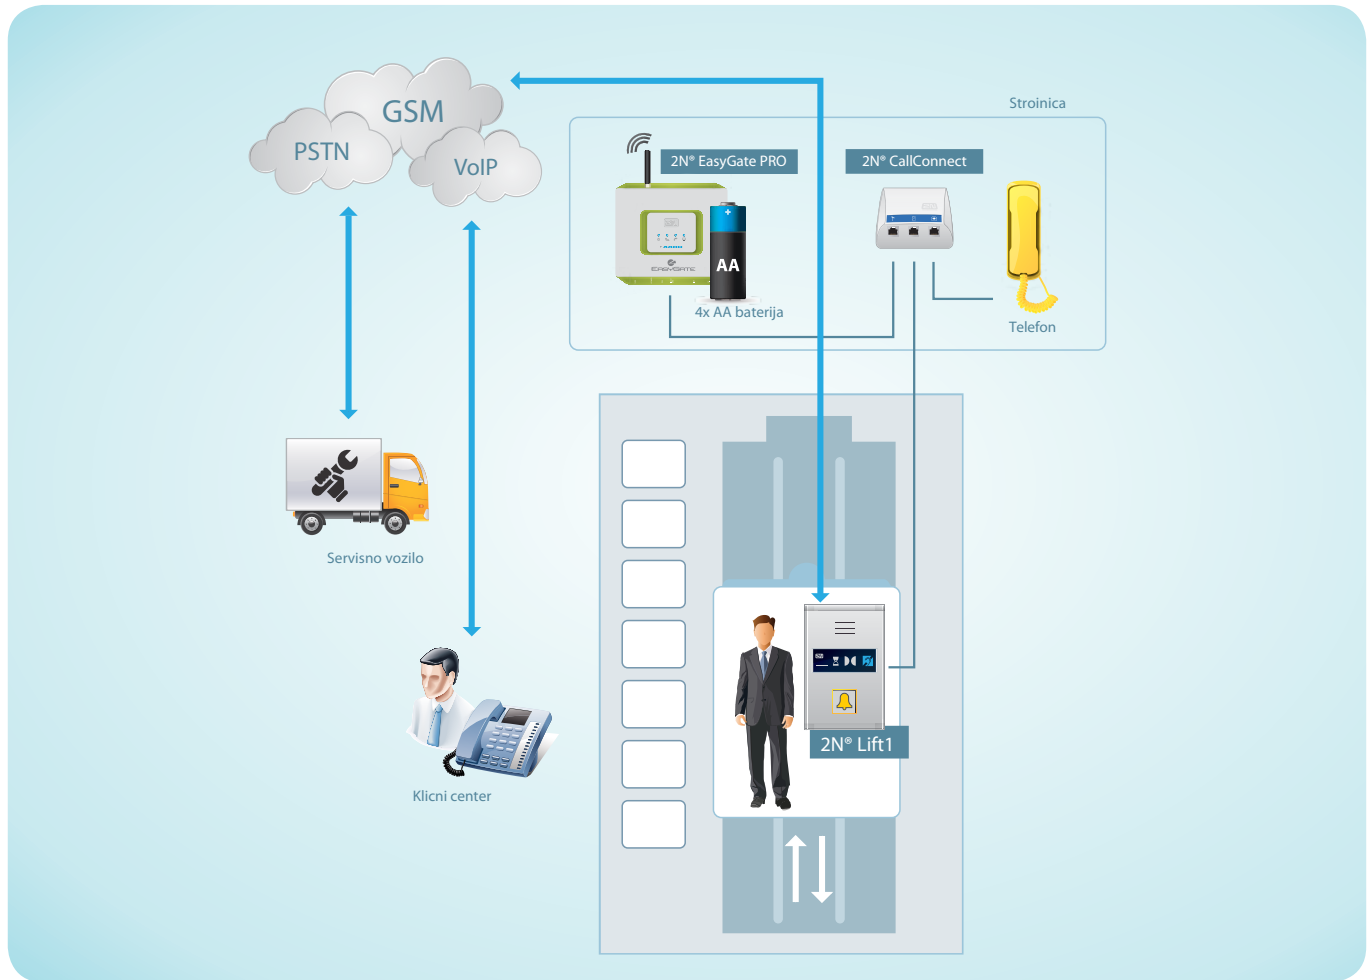 Stroinica
GSM
PSTN
VoIP
2N® EasyGate PRO
2N® CallConnect
EASYGATE
AA
4x AA baterija
Telefon
Servisno vozilo
2N® Lift1
Klicni center